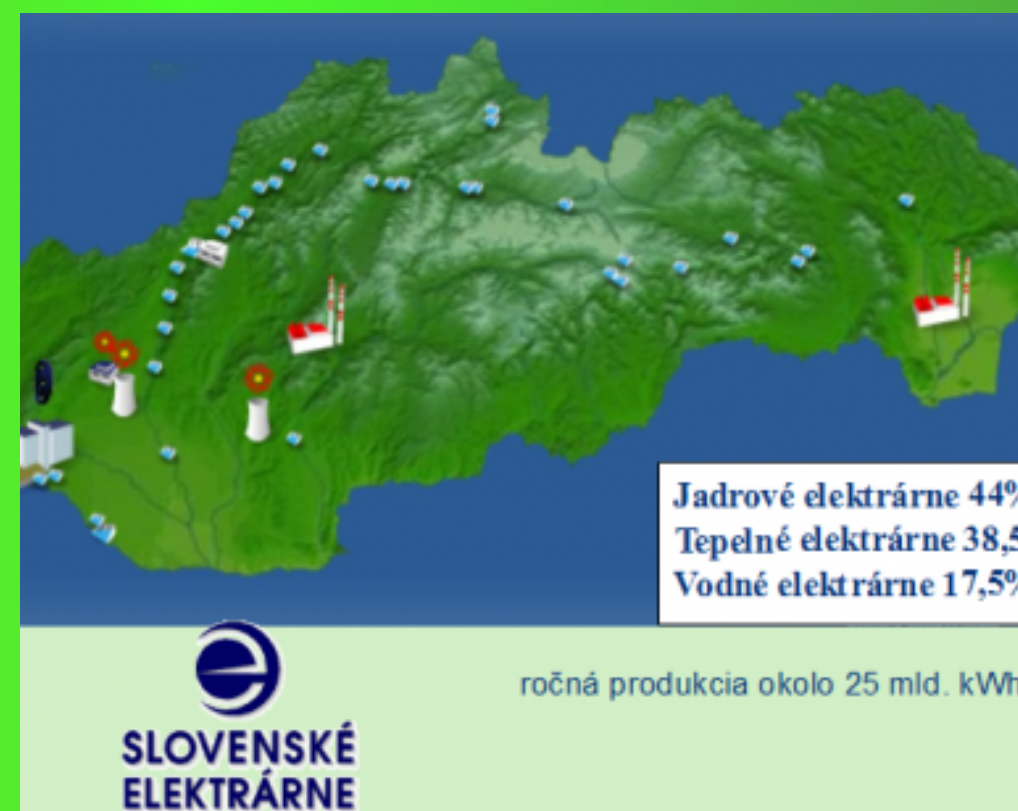 Jadrové elektrárne 44%
Tepelné elektrárne 38,5
Vodné elektrárne 17,5%
ročná produkcia okolo 25 mld. kWh
SLOVENSKÉ
ELEKTRÁRNE